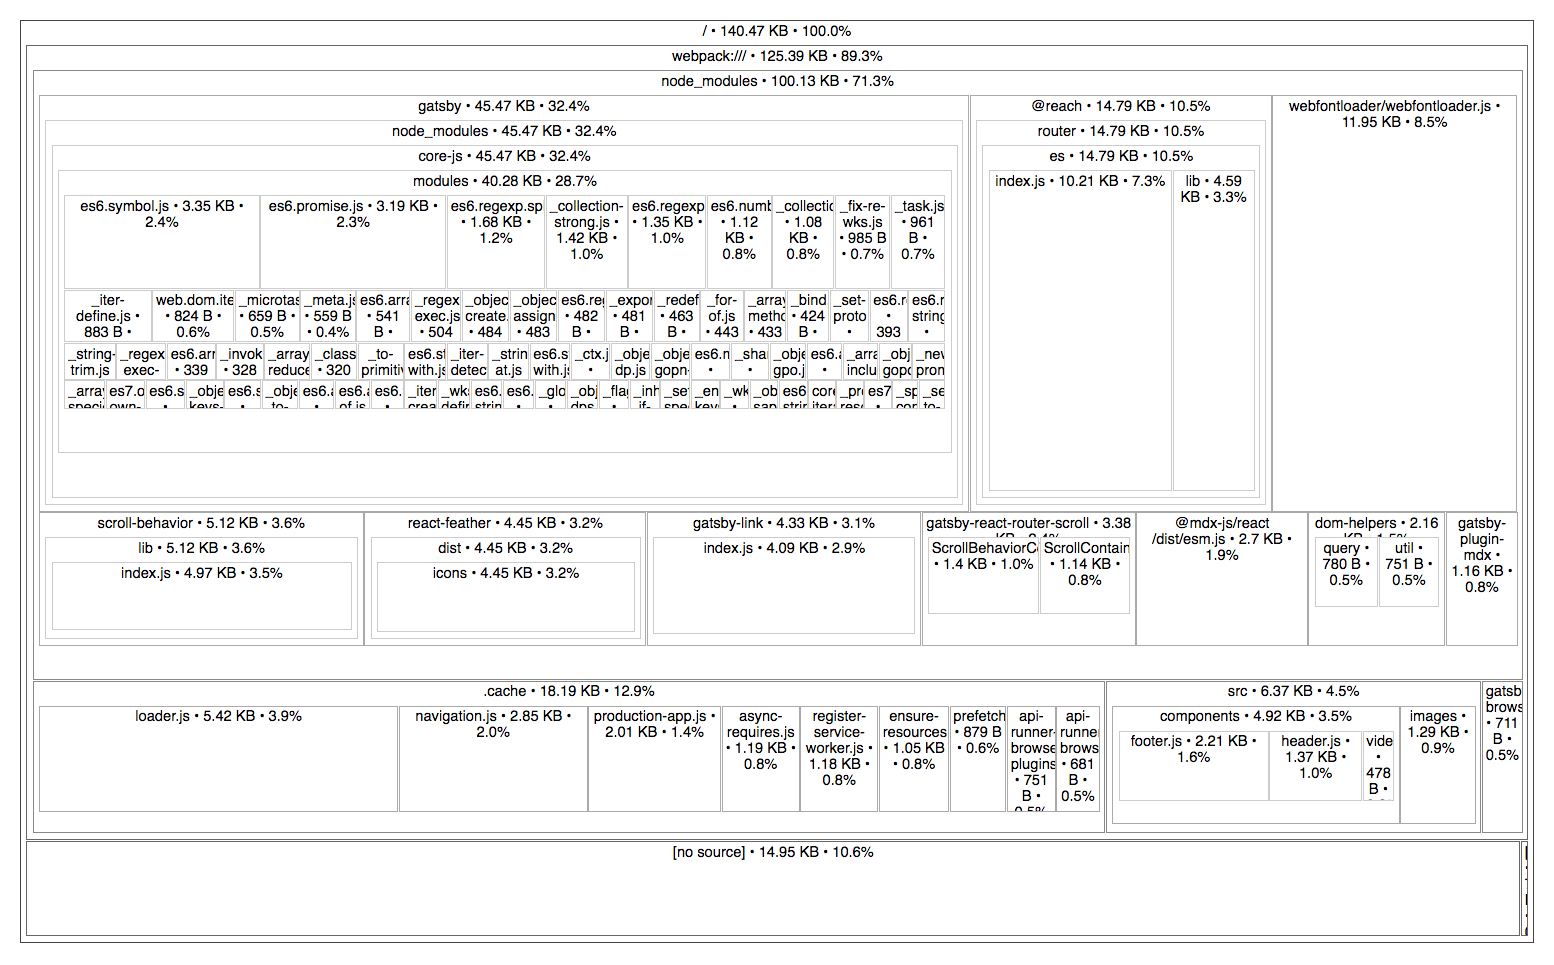 / • 140.47 KB • 100.0%
webpack:/// • 125.39 KB • 89.3%
node_modules • 100.13 KB • 71.3%
gatsby • 45.47 KB • 32.4%
node_modules • 45.47 KB • 32.4%
core-js • 45.47 KB • 32.4%
modules • 40.28 KB • 28.7%
es6.symbol.js • 3.35 KB •
2.4%
es6.promise.js • 3.19 KB •
2.3%
es6.regexp.sp
• 1.68 KB •
1.2%
_collection-
strong.js •
1.42 KB •
1.0%
es6.regexp
• 1.35 KB •
1.0%
es6.numb
• 1.12
KB •
0.8%
_collectio
• 1.08
KB •
0.8%
_fix-re-
wks.js
• 985 B
• 0.7%
_task.js
• 961
B •
0.7%
_iter-
define.js •
883 B •
web.dom.ite
• 824 B •
0.6%
_microtas
• 659 B •
0.5%
_meta.js
• 559 B
• 0.4%
es6.arra
• 541
B •
_regex
exec.js
• 504
_objec
create.
• 484
_objec
assign
• 483
es6.reg
• 482
B •
_expor
• 481
B •
_redef
• 463
B •
_for-
of.js
• 443
_array
metho
• 433
_bind.
• 424
B •
_set-
proto
•
es6.r
•
393
es6.r
string
•
_string-
trim.js
_regex
exec-
es6.arr
• 339
_invok
• 328
_array
reduce
_class
• 320
_to-
primitiv
es6.st
with.js
_iter-
detec
_strin
at.js
es6.s
with.js
_ctx.j
•
_obje
dp.js
_obje
gopn-
es6.n
•
_shar
•
_obje
gpo.j
es6.a
•
_arra
inclu
_obj
gopd
_new
pron
_array
speci
es7.o
own-
es6.s
•
_obje
keys-
es6.s
•
_obje
to-
es6.a
•
es6.a
of.js
es6.
•
_iter
crea
_wks
defin
es6.
strin
es6.
•
_glo
•
_obj
dps
_flag
•
_inh
if-
_set
spe
_en
key
_wk
•
_ob
sap
es6
strin
core
itera
_pro
reso
es7
•
_sp
con
_se
to-
@reach • 14.79 KB • 10.5%
router • 14.79 KB • 10.5%
es • 14.79 KB • 10.5%
index.js • 10.21 KB • 7.3%
lib • 4.59
KB • 3.3%
webfontloader/webfontloader.js •
11.95 KB • 8.5%
scroll-behavior • 5.12 KB • 3.6%
lib • 5.12 KB • 3.6%
index.js • 4.97 KB • 3.5%
react-feather • 4.45 KB • 3.2%
dist • 4.45 KB • 3.2%
icons • 4.45 KB • 3.2%
gatsby-link • 4.33 KB • 3.1%
index.js • 4.09 KB • 2.9%
gatsby-react-router-scroll • 3.38
KB • 2.4%
ScrollBehaviorCo
• 1.4 KB • 1.0%
ScrollContain
• 1.14 KB •
0.8%
@mdx-js/react
/dist/esm.js • 2.7 KB •
1.9%
dom-helpers • 2.16
KB • 1.5%
query •
780 B •
0.5%
util •
751 B •
0.5%
gatsby-
plugin-
mdx •
1.16 KB •
0.8%
.cache • 18.19 KB • 12.9%
loader.js • 5.42 KB • 3.9%
navigation.js • 2.85 KB •
2.0%
production-app.js •
2.01 KB • 1.4%
async-
requires.js
• 1.19 KB •
0.8%
register-
service-
worker.js •
1.18 KB •
0.8%
ensure-
resources
• 1.05 KB
• 0.8%
prefetch
• 879 B
• 0.6%
api-
runner-
browse
plugins
• 751
B •
0.5%
api-
runne
brows
• 681
B •
0.5%
src • 6.37 KB • 4.5%
components • 4.92 KB • 3.5%
footer.js • 2.21 KB •
1.6%
header.js •
1.37 KB •
1.0%
vide
•
478
B •
images •
1.29 KB •
0.9%
gatsb
brows
• 711
B •
0.5%
[no source] • 14.95 KB • 10.6%